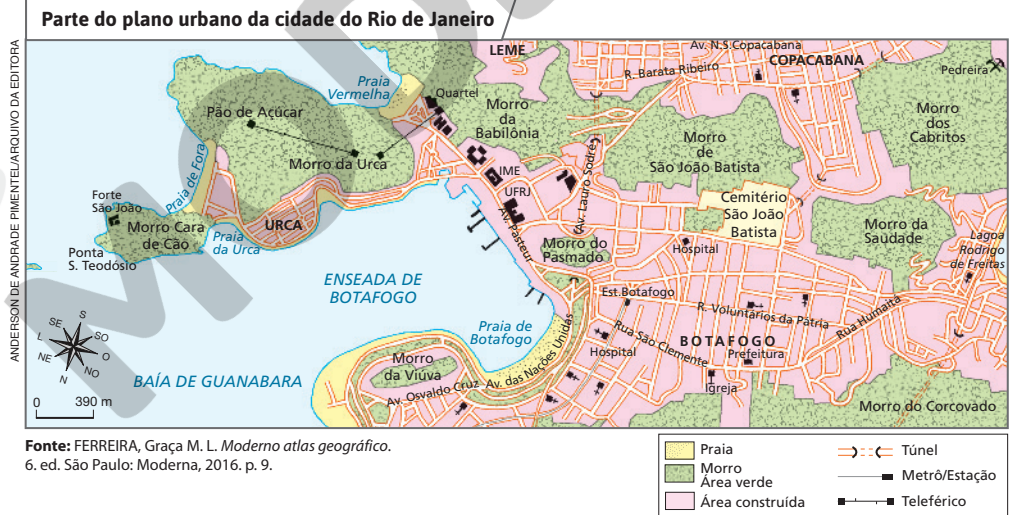 Parte do plano urbano da cidade do Rio de Janeiro
ANDERSON DE ANDRADE PIMENTEL/ARQUIVO DA EDITORA
LEME
Av. N.S.Copacabana
COPACABANA
R. Barata Ribeiro
Pedreira
Praia
Vermelha
Quartel
Pão de Açúcar
Morro
da
Babilônia
Morro
dos
Cabritos
Morro
de
São João Batista
Morro da Urca
Praia de Fora
IME
UFRJ
Av. Lauro Sodré
Forte
São João
Cemitério
São João
Batista
Morro Cara
de Cão
URCA
Praia
da Urca
Av. Pasteur
Morro da
Saudade
Lagoa
Rodrigo
de Freitas
Hospital
Morro do
Pasmado
Ponta
S. Teodósio
ENSEADA DE
BOTAFOGO
Est.Botafogo
R. Voluntários da Pátria
Rua Humaitá
Rua São Clemente
BOTAFOGO
Prefeitura
Praia de
Botafogo
Hospital
Igreja
Av. das Nações Unidas
Morro
da Viúva
Av. Osvaldo Cruz
Morro do Corcovado
BAÍA DE GUANABARA
S
SE
SO
L
O
NE
NO
N
0 390 m
Fonte: FERREIRA, Graça M. L. Moderno atlas geográfico.
6. ed. São Paulo: Moderna, 2016. p. 9.
Praia
Morro
Área verde
Área construída
Túnel
Metrô/Estação
Teleférico